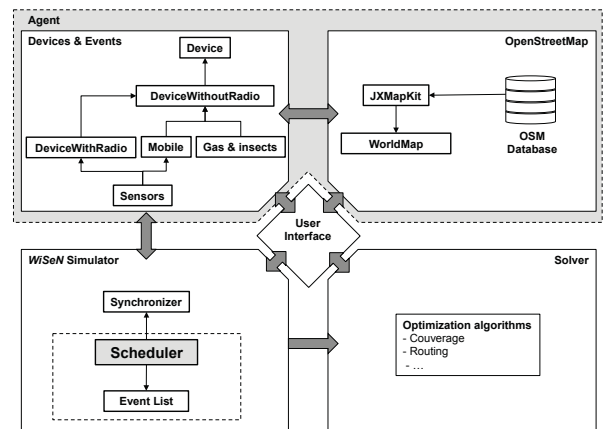 Agent
Devices & Events
Device
DeviceWithoutRadio
DeviceWithRadio
Mobile
Gas & insects
Sensors
OpenStreetMap
JXMapKit
WorldMap
OSM
Database
User
Interface
WiSeN Simulator
Synchronizer
Scheduler
Event List
Solver
Optimization algorithms
- Couverage
- Routing
- ...